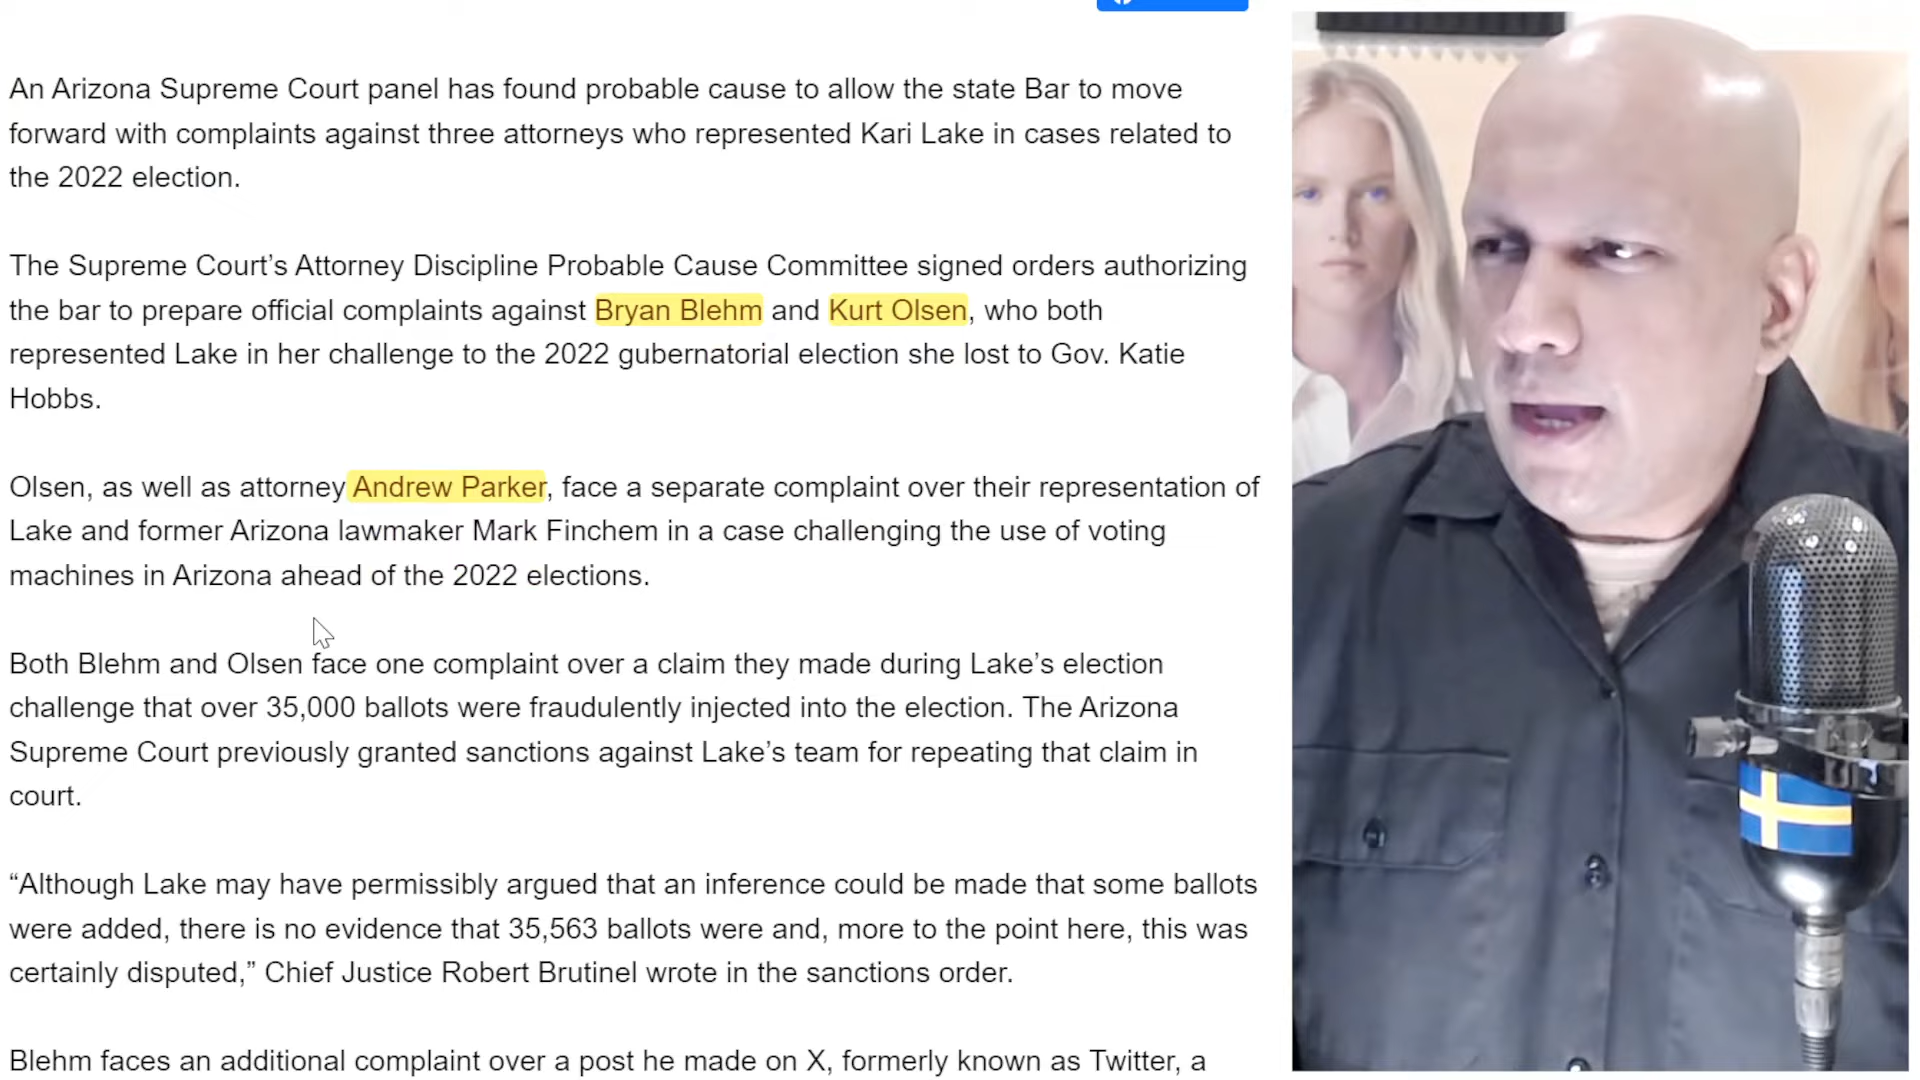 An Arizona Supreme Court panel has found probable cause to allow the state Bar to move
forward with complaints against three attorneys who represented Kari Lake in cases related to
the 2022 election.
The Supreme Court’s Attorney Discipline Probable Cause Committee signed orders authorizing
the bar to prepare official complaints against Bryan Blehm and Kurt Olsen, who both
represented Lake in her challenge to the 2022 gubernatorial election she lost to Gov. Katie
Hobbs.
Olsen, as well as attorney Andrew Parker, face a separate complaint over their representation of
Lake and former Arizona lawmaker Mark Finchem in a case challenging the use of voting
machines in Arizona ahead of the 2022 elections.
Both Blehm and Olsen face one complaint over a claim they made during Lake’s election
challenge that over 35,000 ballots were fraudulently injected into the election. The Arizona
Supreme Court previously granted sanctions against Lake’s team for repeating that claim in
court.
“Although Lake may have permissibly argued that an inference could be made that some ballots
were added, there is no evidence that 35,563 ballots were and, more to the point here, this was
certainly disputed,” Chief Justice Robert Brutinel wrote in the sanctions order.
Blehm faces an additional complaint over a post he made on X, formerly known as Twitter, a